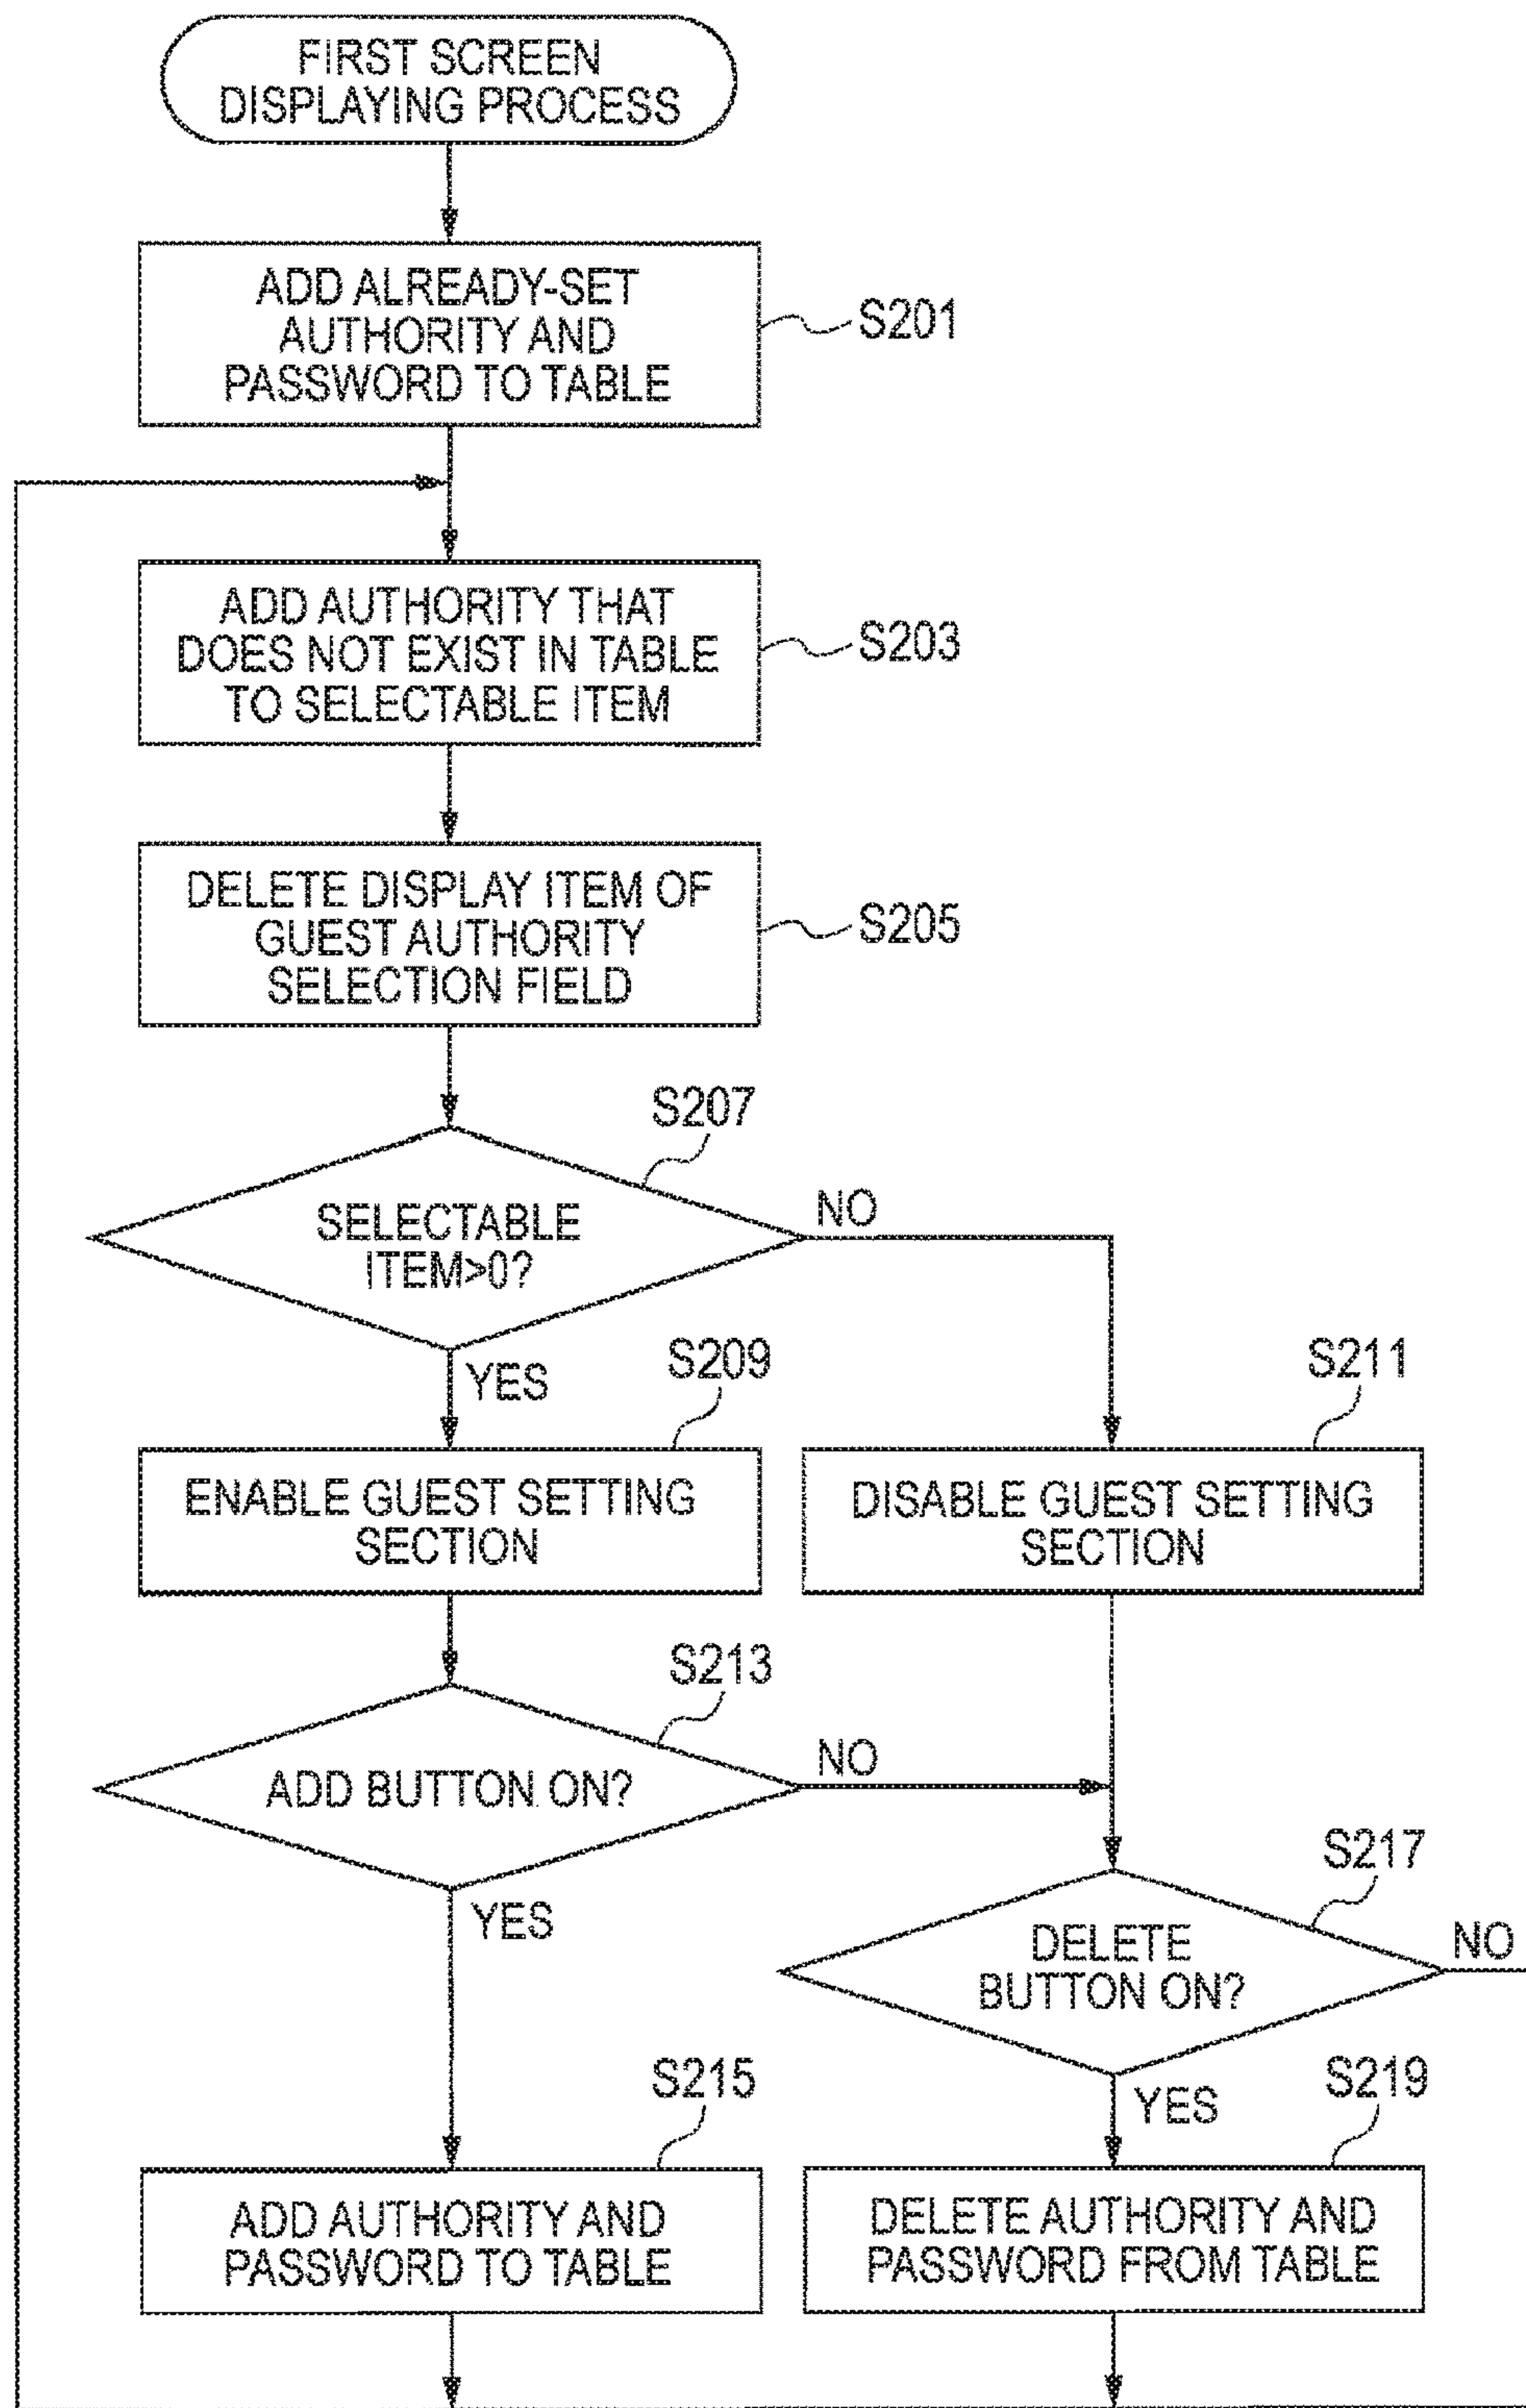 FIRST SCREEN
DISPLAYING PROCESS
ADD ALREADY-SET
AUTHORITY AND
PASSWORD TO TABLE
S201
ADD AUTHORITY THAT
DOES NOT EXIST IN TABLE
TO SELECTABLE ITEM
S203
DELETE DISPLAY ITEM OF
GUEST AUTHORITY
SELECTION FIELD
S205
S207
SELECTABLE
ITEM>0?
NO
YES
S209
S211
ENABLE GUEST SETTING
SECTION
DISABLE GUEST SETTING
SECTION
S213
ADD BUTTON ON?
NO
YES
S217
DELETE
BUTTON ON?
NO
YES
S215
S219
ADD AUTHORITY AND
PASSWORD TO TABLE
DELETE AUTHORITY AND
PASSWORD FROM TABLE